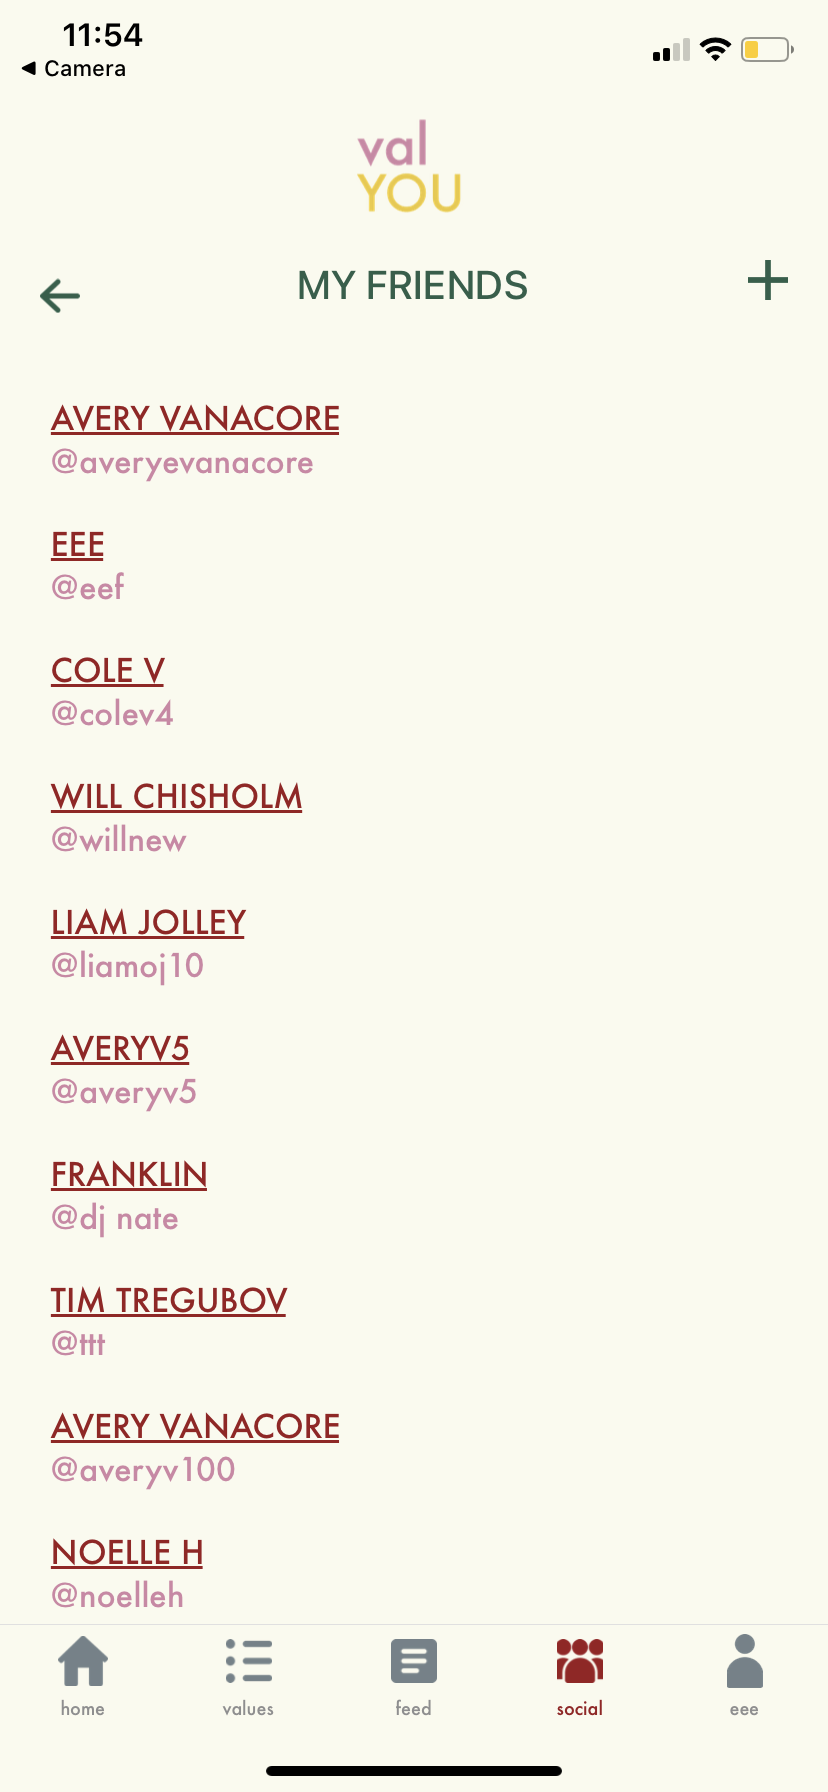 11:54
◀ Camera
val
YOU
MY FRIENDS
AVERY VANACORE
@averyevanacore
EEE
@eef
COLE V
@colev4
WILL CHISHOLM
@willnew
LIAM JOLLEY
@liamoj10
AVERYV5
@averyv5
FRANKLIN
@dj nate
TIM TREGUBOV
@ttt
AVERY VANACORE
@averyv100
NOELLE H
@noelleh
home values feed social eee